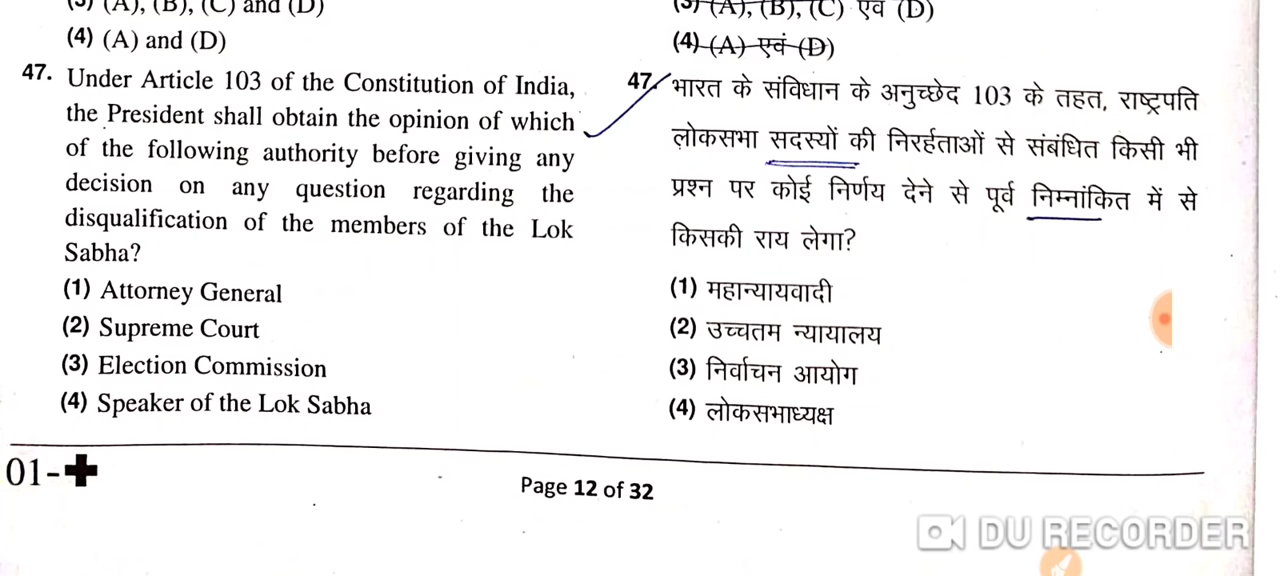 (3) (A), (B), (C) and (D)
(4) (A) and (D)
47. Under Article 103 of the Constitution of India,
the President shall obtain the opinion of which
of the following authority before giving any
decision on any question regarding the
disqualification of the members of the Lok
Sabha?
(1) Attorney General
(2) Supreme Court
(3) Election Commission
(4) Speaker of the Lok Sabha
(3) (A), (B), (C) एवं (D)
(4) (A) एवं (D)
47. भारत के संविधान के अनुच्छेद 103 के तहत, राष्ट्रपति
लोकसभा सदस्यों की निरर्हताओं से संबंधित किसी भी
प्रश्न पर कोई निर्णय देने से पूर्व निम्नांकित में से
किसकी राय लेगा?
(1) महान्यायवादी
(2) उच्चतम न्यायालय
(3) निर्वाचन आयोग
(4) लोकसभाध्यक्ष
01-✚
Page 12 of 32
DU RECORDER